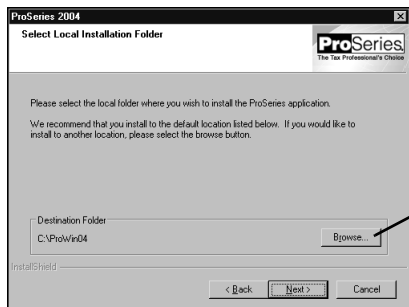 ProSeries 2004
Select Local Installation Folder
ProSeries
The Tax Professional's Choice
Please select the local folder where you wish to install the ProSeries application.
We recommend that you install to the default location listed below. If you would like to
install to another location, please select the browse button.
Destination Folder
C:\ProWin04
Browse...
InstallShield
< Back
Next >
Cancel